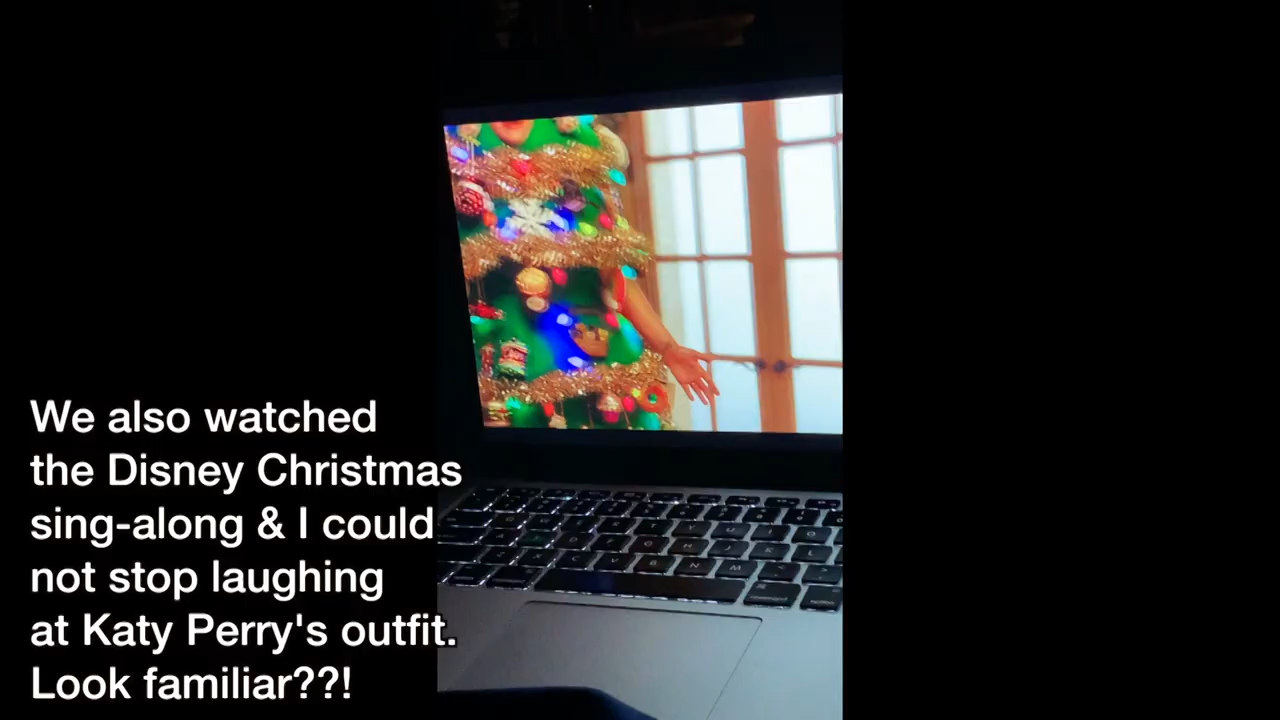 We also watched
the Disney Christmas
sing-along & I could
not stop laughing
at Katy Perry's outfit.
Look familiar??!